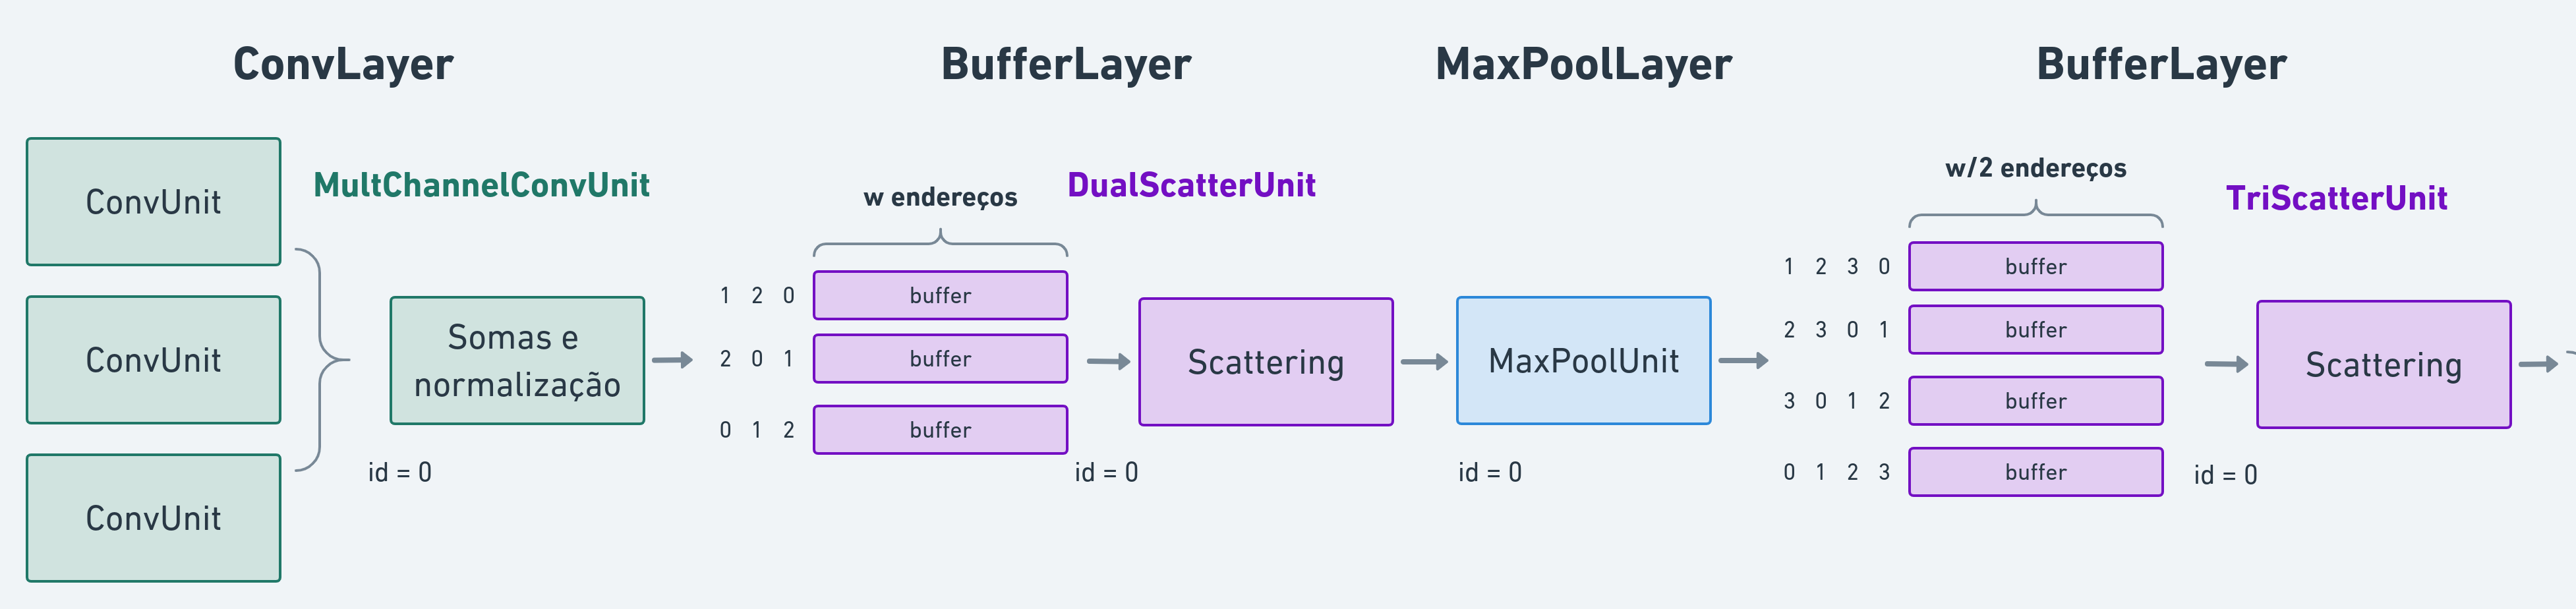 ConvLayer
BufferLayer
MaxPoolLayer
BufferLayer
ConvUnit
ConvUnit
ConvUnit
MultChannelConvUnit
Somas e
normalização
id = 0
w endereços
DualScatterUnit
1 2 0
buffer
2 0 1
buffer
0 1 2
buffer
Scattering
id = 0
MaxPoolUnit
id = 0
w/2 endereços
TriScatterUnit
1 2 3 0
buffer
2 3 0 1
buffer
3 0 1 2
buffer
0 1 2 3
buffer
Scattering
id = 0